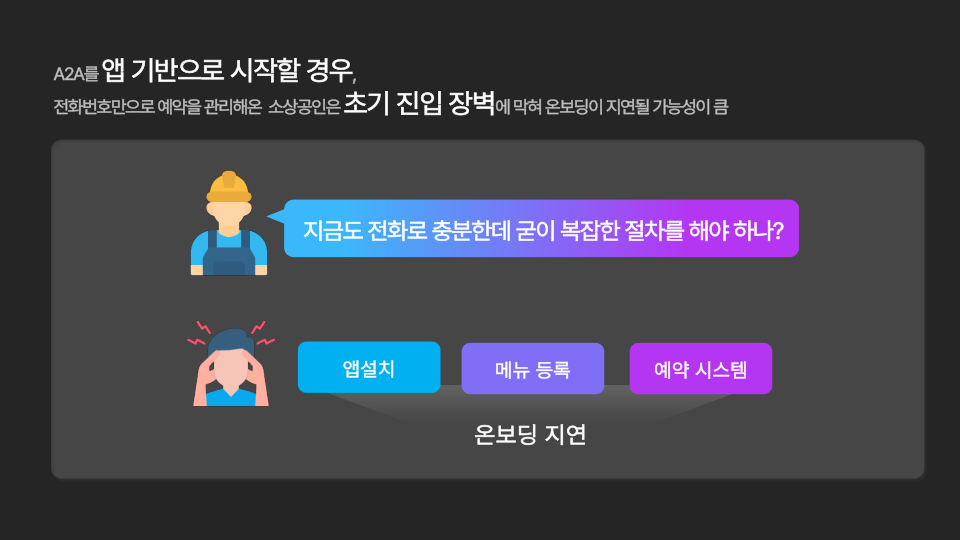 A2A를 앱 기반으로 시작할 경우,
전화번호만으로 예약을 관리해온 소상공인은 초기 진입 장벽에 막혀 온보딩이 지연될 가능성이 큼
지금도 전화로 충분한데 굳이 복잡한 절차를 해야 하나?
앱설치
메뉴 등록
예약 시스템
온보딩 지연